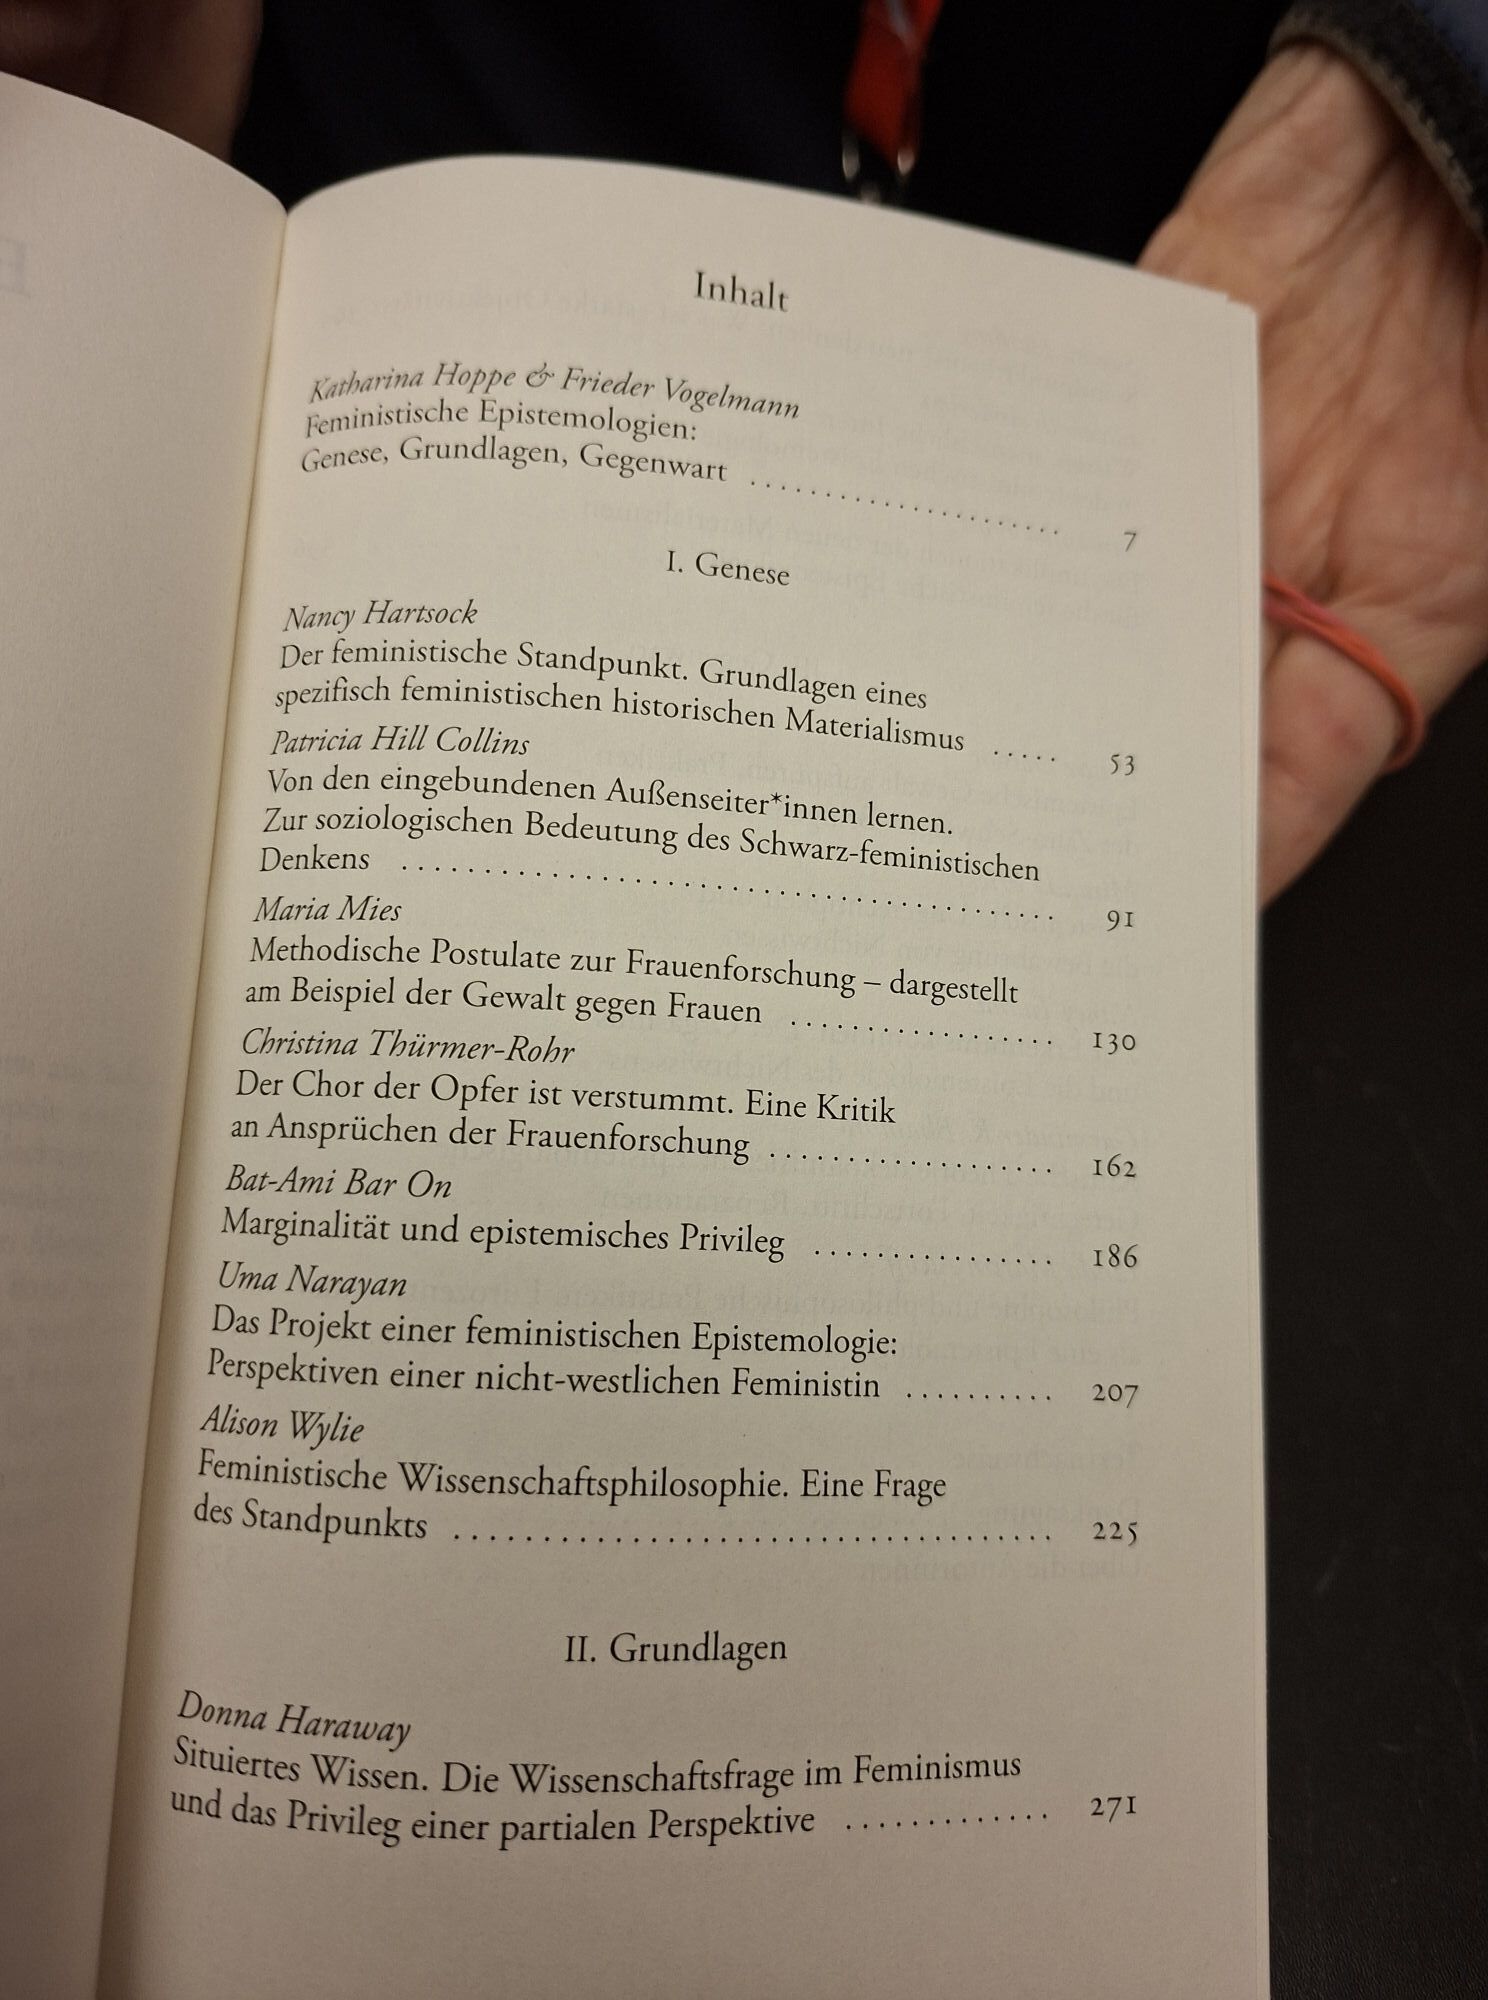 Inhalt
Katharina Hoppe & Frieder Vogelmann
Feministische Epistemologien:
Genese, Grundlagen, Gegenwart ..................... 7
I. Genese
Nancy Hartsock
Der feministische Standpunkt. Grundlagen eines
spezifisch feministischen historischen Materialismus ..... 53
Patricia Hill Collins
Von den eingebundenen Außenseiter*innen lernen.
Zur soziologischen Bedeutung des Schwarz-feministischen
Denkens ........................................ 91
Maria Mies
Methodische Postulate zur Frauenforschung – dargestellt
am Beispiel der Gewalt gegen Frauen ................. 130
Christina Thürmer-Rohr
Der Chor der Opfer ist verstummt. Eine Kritik
an Ansprüchen der Frauenforschung ................... 162
Bat-Ami Bar On
Marginalität und epistemisches Privileg ................ 186
Uma Narayan
Das Projekt einer feministischen Epistemologie:
Perspektiven einer nicht-westlichen Feministin .......... 207
Alison Wylie
Feministische Wissenschaftsphilosophie. Eine Frage
des Standpunkts ................................... 225
II. Grundlagen
Donna Haraway
Situiertes Wissen. Die Wissenschaftsfrage im Feminismus
und das Privileg einer partialen Perspektive ............. 271